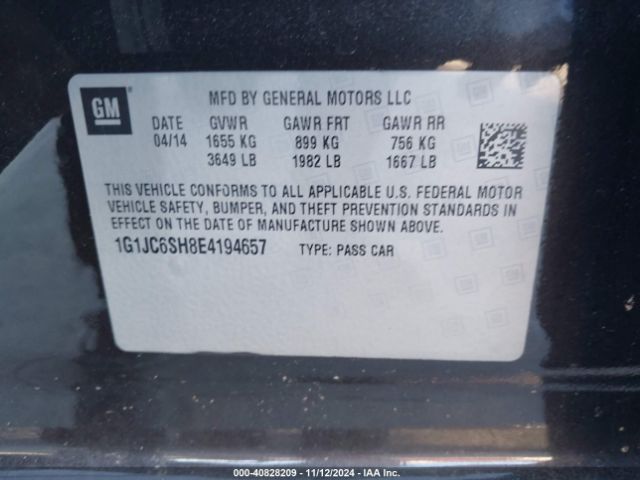 GM
MFD BY GENERAL MOTORS LLC
DATE GVWR GAWR FRT GAWR RR
04/14 1655 KG 899 KG 756 KG
3649 LB 1982 LB 1667 LB
THIS VEHICLE CONFORMS TO ALL APPLICABLE U.S. FEDERAL MOTOR
VEHICLE SAFETY, BUMPER, AND THEFT PREVENTION STANDARDS IN
EFFECT ON THE DATE OF MANUFACTURE SHOWN ABOVE.
1G1JC6SH8E4194657 TYPE: PASS CAR
000-40828209 - 11/12/2024 - IAA Inc.